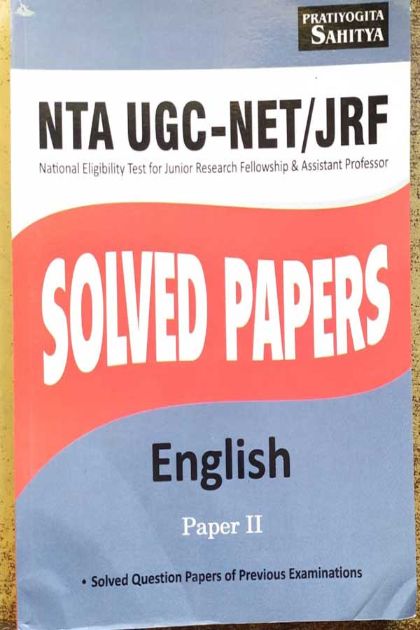 PRATIYOGITA
SAHITYA
NTA UGC-NET/JRF
National Eligibility Test for Junior Research Fellowship & Assistant Professor
SOLVED PAPERS
English
Paper II
• Solved Question Papers of Previous Examinations